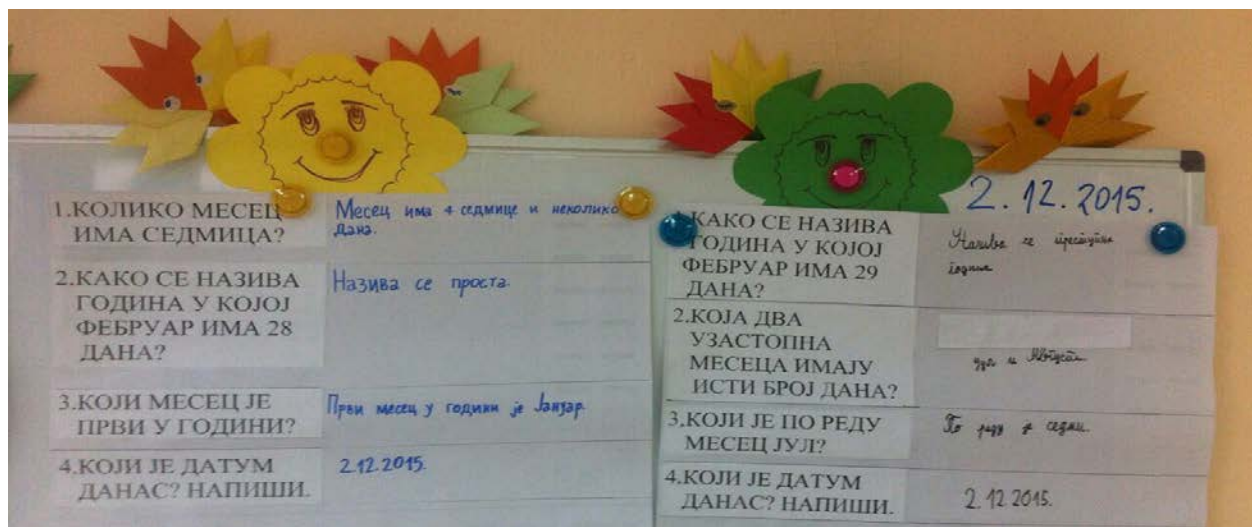 1.КОЛИКО МЕСЕЦ
ИМА СЕДМИЦА?
Месец има 4 седмице и неколико
дана.
2.КАКО СЕ НАЗИВА
ГОДИНА У КОЈОЈ
ФЕБРУАР ИМА 28
ДАНА?
Назива се проста.
3.КОЈИ МЕСЕЦ ЈЕ
ПРВИ У ГОДИНИ?
Први месец у години је Јануар.
4.КОЈИ ЈЕ ДАТУМ
ДАНАС? НАПИШИ.
2.12.2015.
2.12.2015.
КАКО СЕ НАЗИВА
ГОДИНА У КОЈОЈ
ФЕБРУАР ИМА 29
ДАНА?
Назива се преступна
година
2.КОЈА ДВА
УЗАСТОПНА
МЕСЕЦА ИМАЈУ
ИСТИ БРОЈ ДАНА?
и Август.
3.КОЈИ ЈЕ ПО РЕДУ
МЕСЕЦ ЈУЛ?
По реду је седми.
4.КОЈИ ЈЕ ДАТУМ
ДАНАС? НАПИШИ.
2.12.2015.